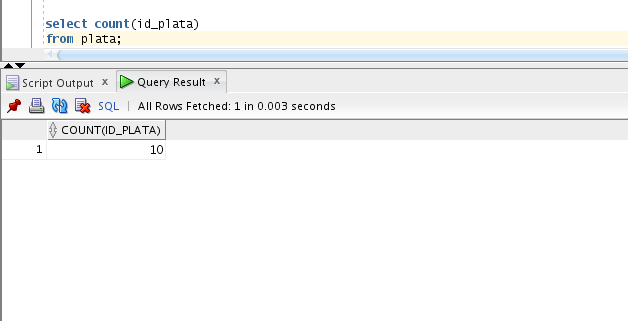 select count(id_plata)
from plata;
Script Output x Query Result x
SQL | All Rows Fetched: 1 in 0.003 seconds
COUNT(ID_PLATA)
1 10